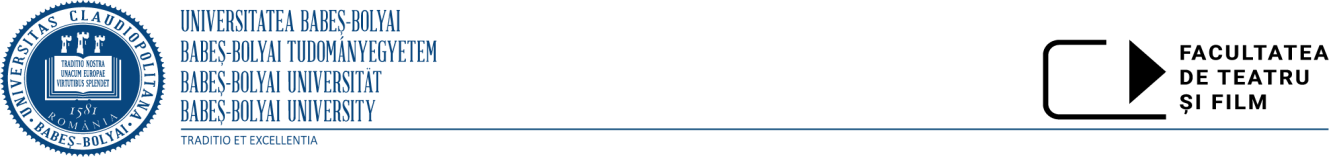 UNIVERSITAS CLAUDIOPOLITANA
TRADITIO NOSTRA
UNACUM EUROPAE
VIRTUTIBUS SPLENDET
1581
ROMÂNIA
· BABEȘ-BOLYAI ·
UNIVERSITATEA BABEȘ-BOLYAI
BABEȘ-BOLYAI TUDOMÁNYEGYETEM
BABEȘ-BOLYAI UNIVERSITÄT
BABEȘ-BOLYAI UNIVERSITY
TRADITIO ET EXCELLENTIA
FACULTATEA
DE TEATRU
ȘI FILM